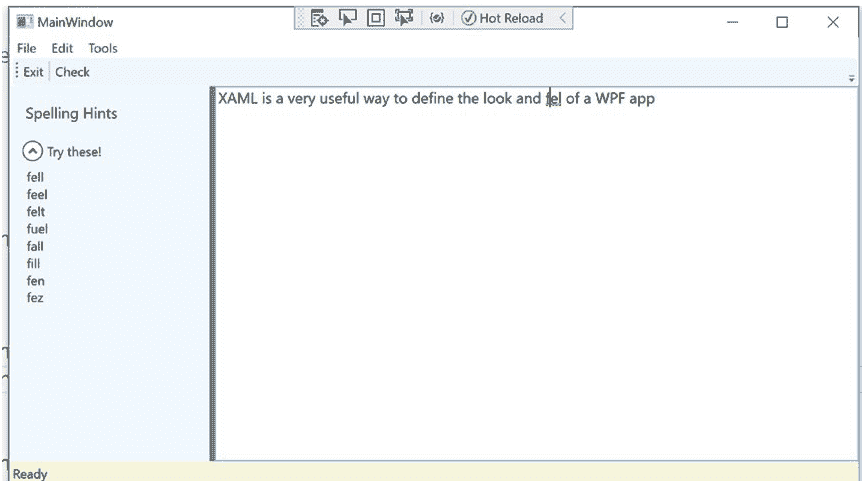 MainWindow
Hot Reload
File Edit Tools
Exit Check
Spelling Hints
Try these!
fell
feel
felt
fuel
fall
fill
fen
fez
XAML is a very useful way to define the look and fel of a WPF app
Ready